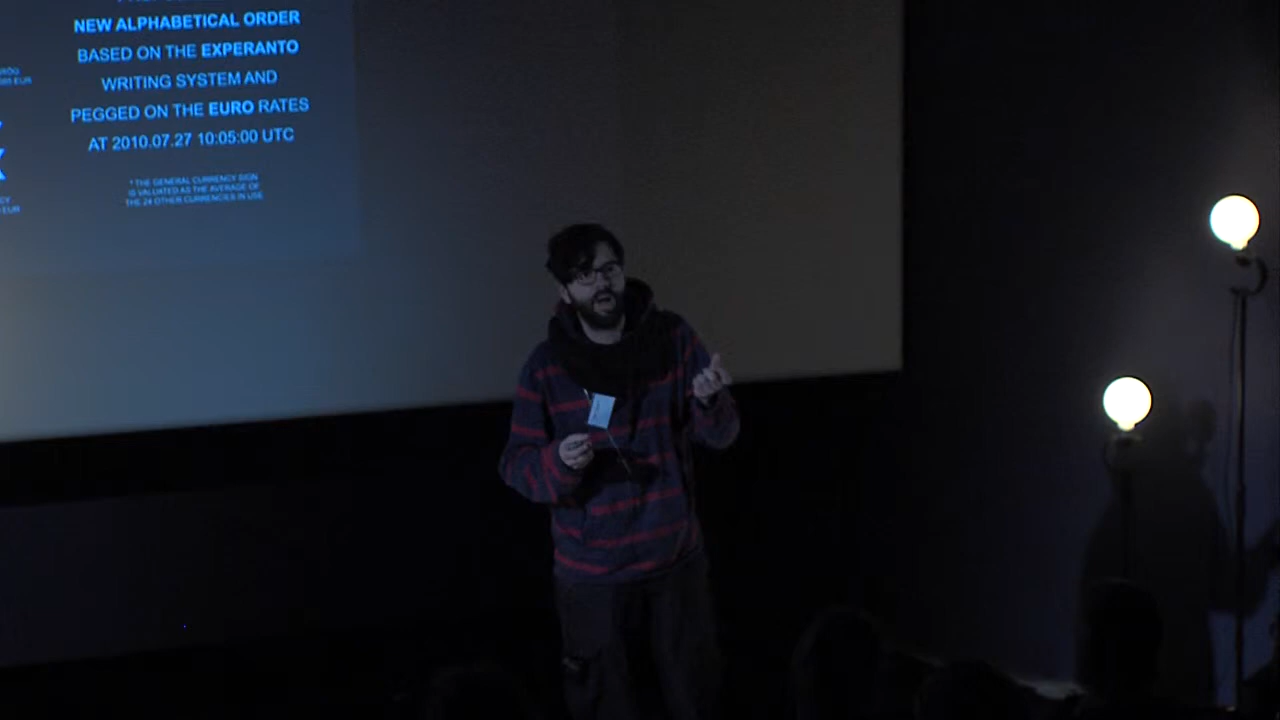 NEW ALPHABETICAL ORDER
BASED ON THE EXPERANTO
WRITING SYSTEM AND
PEGGED ON THE EURO RATES
AT 2010.07.27 10:05:00 UTC
* THE GENERAL CURRENCY SIGN
IS VALUATED AS THE AVERAGE OF
THE 24 OTHER CURRENCIES IN USE
EUR
EUR